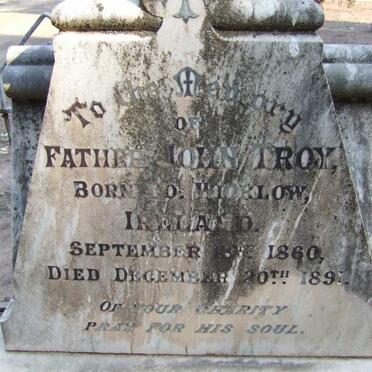 To the Memory
OF
FATHER JOHN TROY,
BORN CO. WICKLOW,
IRELAND.
SEPTEMBER 1860,
DIED DECEMBER 20TH
OF YOUR CHARITY
PRAY FOR HIS SOUL.